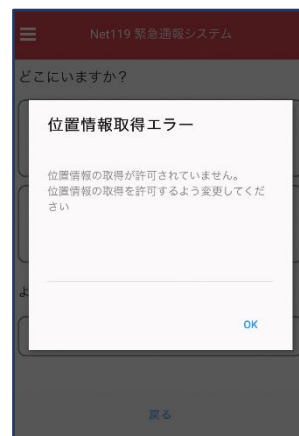 Net119 緊急通報システム
どこにいますか？
位置情報取得エラー
位置情報の取得が許可されていません。
位置情報の取得を許可するよう変更してくだ
さい
よ
OK
戻る